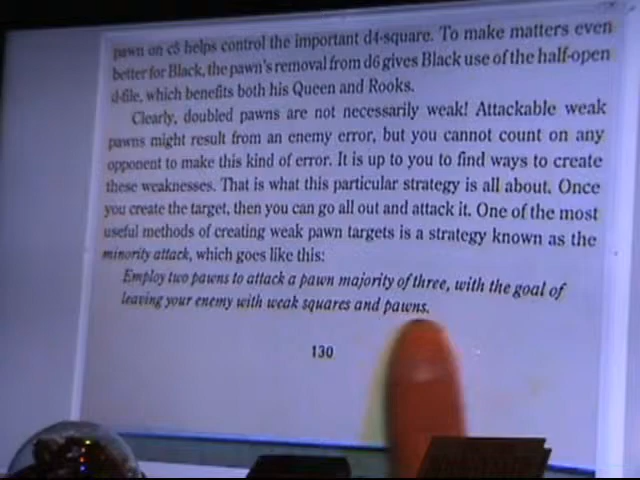 pawn on c5 helps control the important d4-square. To make matters even
better for Black, the pawn's removal from d6 gives Black use of the half-open
d-file, which benefits both his Queen and Rooks.
Clearly, doubled pawns are not necessarily weak! Attackable weak
pawns might result from an enemy error, but you cannot count on any
opponent to make this kind of error. It is up to you to find ways to create
these weaknesses. That is what this particular strategy is all about. Once
you create the target, then you can go all out and attack it. One of the most
useful methods of creating weak pawn targets is a strategy known as the
minority attack, which goes like this:
Employ two pawns to attack a pawn majority of three, with the goal of
leaving your enemy with weak squares and pawns.
130